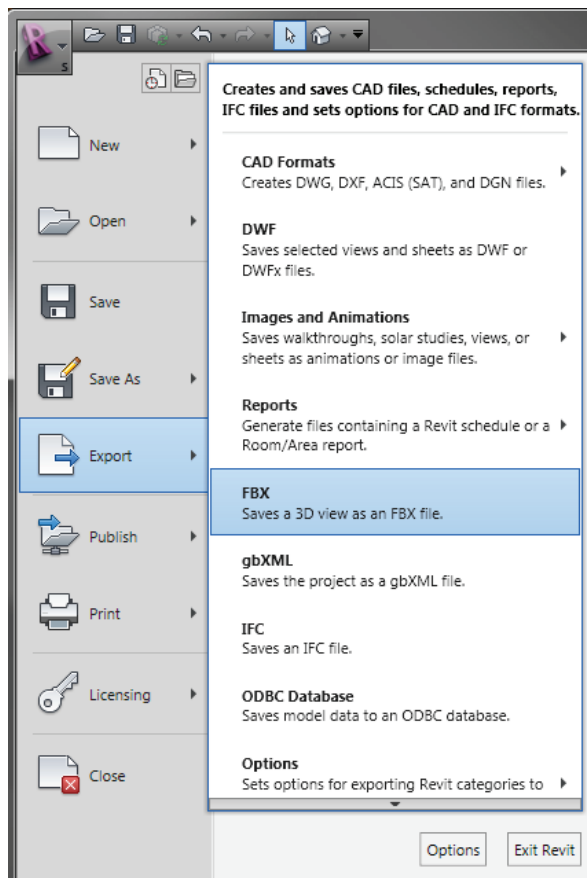 R
S
Creates and saves CAD files, schedules, reports,
IFC files and sets options for CAD and IFC formats.
New
Open
Save
Save As
Export
Publish
Print
Licensing
Close
CAD Formats
Creates DWG, DXF, ACIS (SAT), and DGN files.
DWF
Saves selected views and sheets as DWF or
DWFx files.
Images and Animations
Saves walkthroughs, solar studies, views, or
sheets as animations or image files.
Reports
Generate files containing a Revit schedule or a
Room/Area report.
FBX
Saves a 3D view as an FBX file.
gbXML
Saves the project as a gbXML file.
IFC
Saves an IFC file.
ODBC Database
Saves model data to an ODBC database.
Options
Sets options for exporting Revit categories to
Options
Exit Revit